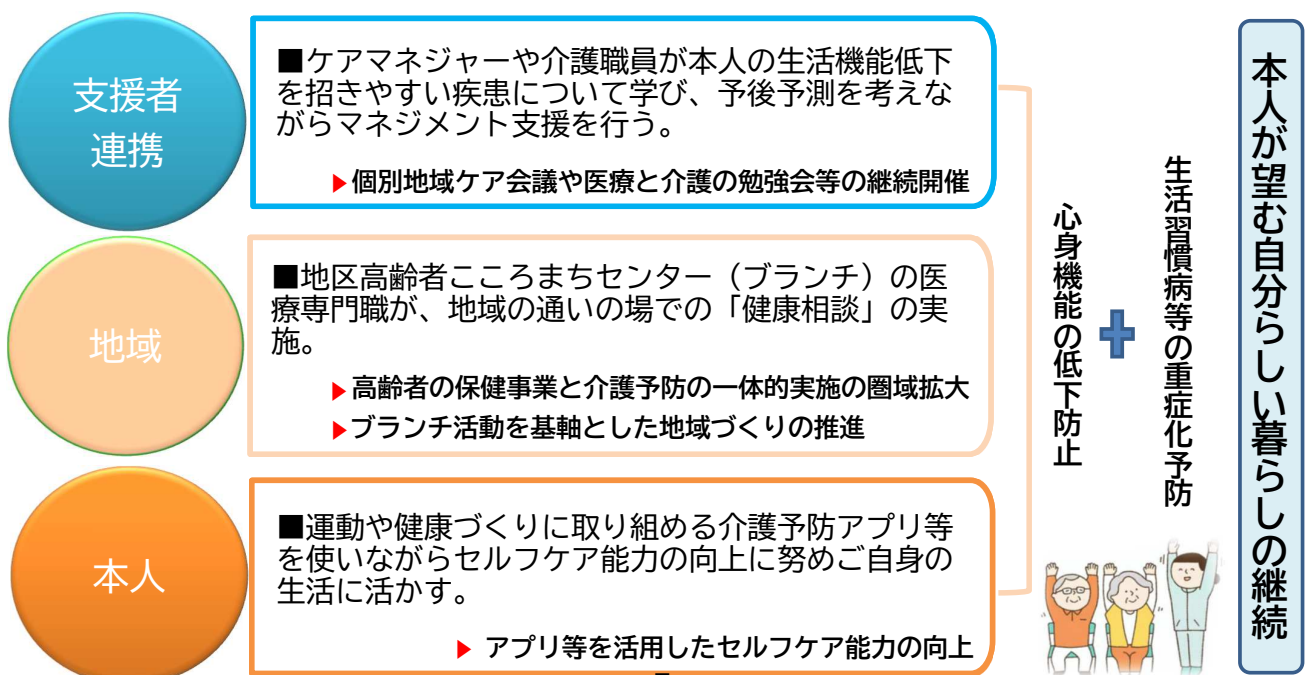 支援者
連携
■ケアマネジャーや介護職員が本人の生活機能低下
を招きやすい疾患について学び、予後予測を考えな
がらマネジメント支援を行う。
▶個別地域ケア会議や医療と介護の勉強会等の継続開催
地域
■地区高齢者こころまちセンター（ブランチ）の医
療専門職が、地域の通いの場での「健康相談」の実
施。
▶高齢者の保健事業と介護予防の一体的実施の圏域拡大
▶ブランチ活動を基軸とした地域づくりの推進
本人
■運動や健康づくりに取り組める介護予防アプリ等
を使いながらセルフケア能力の向上に努めご自身の
生活に活かす。
▶ アプリ等を活用したセルフケア能力の向上
心身機能の低下防止
生活習慣病等の重症化予防
本人が望む自分らしい暮らしの継続